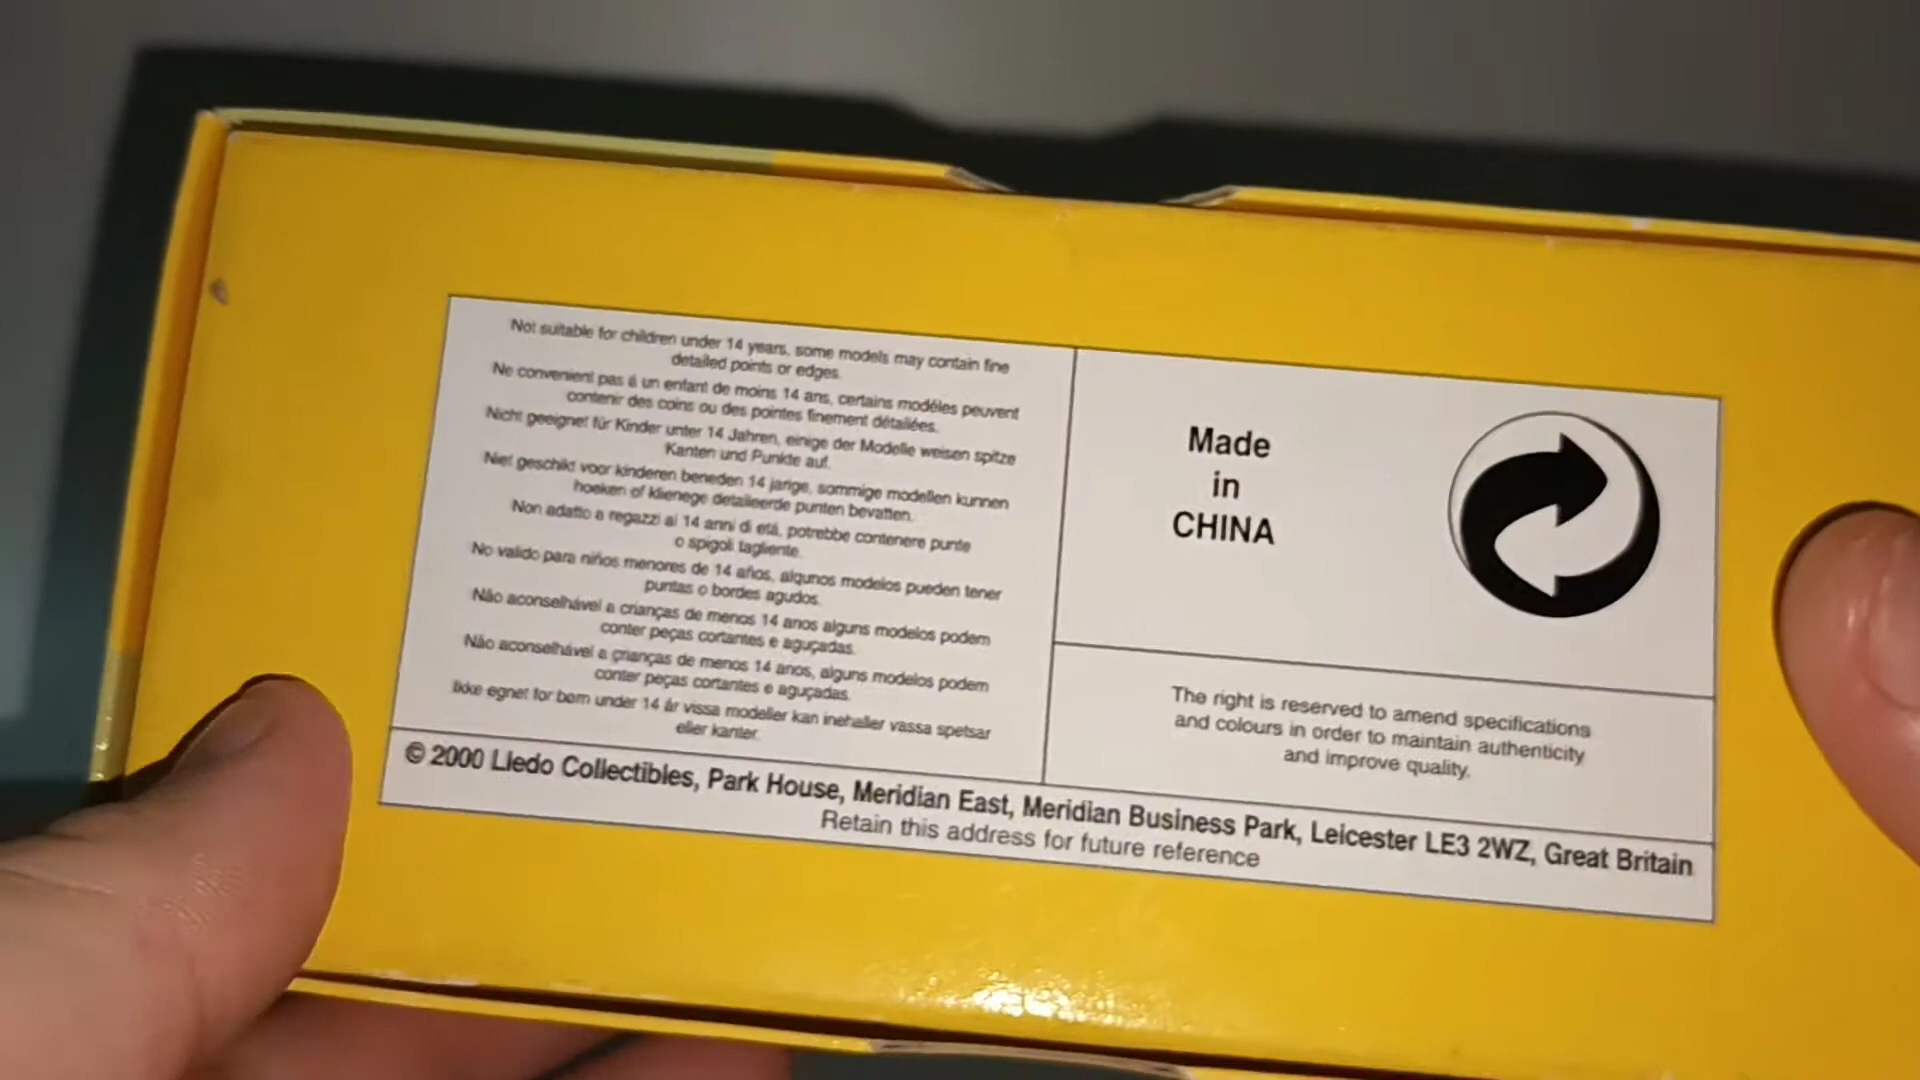 Not suitable for children under 14 years, some models may contain fine
detailed points or edges.
Ne convenient pas á un enfant de moins 14 ans, certains modéles peuvent
contenir des coins ou des pointes finement détailées.
Nicht geeignet für Kinder unter 14 Jahren, einige der Modelle weisen spitze
Kanten und Punkte auf.
Niet geschikt voor kinderen beneden 14 jarige, sommige modellen kunnen
hoeken of klienege detaileerde punten bevatten.
Non adatto a regazzi ai 14 anni di etá, potrebbe contenere punte
o spigoli tagliente.
No valido para niños menores de 14 años, alqunos modelos pueden tener
puntas o bordes agudos.
Não aconselhável a crianças de menos 14 anos alguns modelos podem
conter peças cortantes e aguçadas.
Não aconselhável a crianças de menos 14 anos, alguns modelos podem
conter peças cortantes e aguçadas.
Ikke egnet for børn under 14 år vissa modeller kan inehaller vassa spetsar
eller kanter.
Made
in
CHINA
The right is reserved to amend specifications
and colours in order to maintain authenticity
and improve quality.
© 2000 Lledo Collectibles, Park House, Meridian East, Meridian Business Park, Leicester LE3 2WZ, Great Britain
Retain this address for future reference